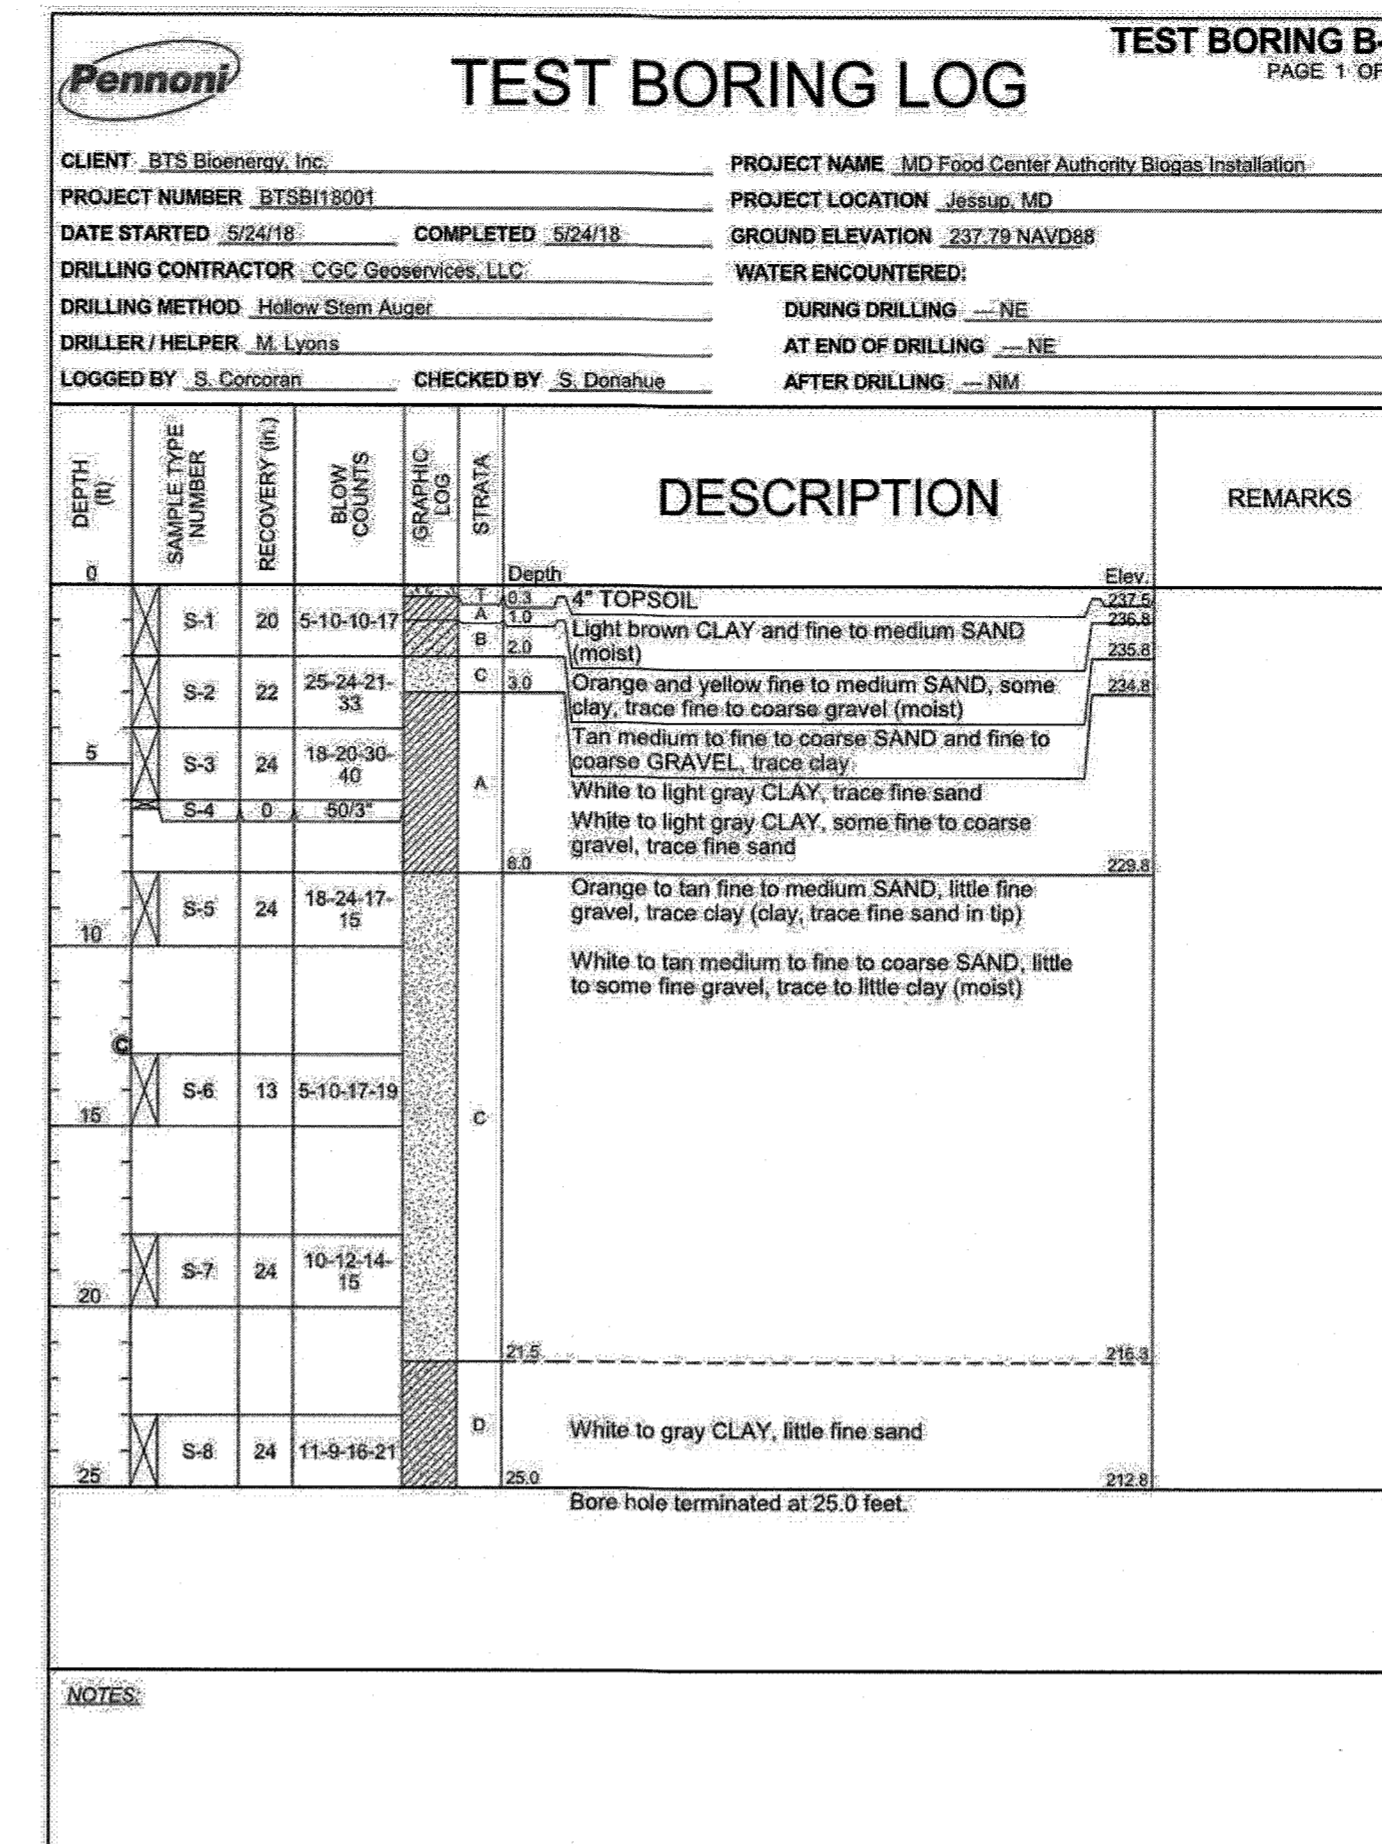 Pennoni
TEST BORING LOG
TEST BORING B-
PAGE 1 OF
CLIENT BTS Bioenergy, Inc.
PROJECT NAME MD Food Center Authority Biogas Installation
PROJECT NUMBER BTSBI18001
PROJECT LOCATION Jessup, MD
DATE STARTED 5/24/18 COMPLETED 5/24/18
GROUND ELEVATION 237.79 NAVD88
DRILLING CONTRACTOR CGC Geoservices, LLC
WATER ENCOUNTERED:
DRILLING METHOD Hollow Stem Auger
DURING DRILLING --- NE
DRILLER / HELPER M. Lyons
AT END OF DRILLING --- NE
LOGGED BY S. Corcoran CHECKED BY S. Donahue
AFTER DRILLING --- NM
DEPTH (ft)
SAMPLE TYPE NUMBER
RECOVERY (in.)
BLOW COUNTS
GRAPHIC LOG
STRATA
DESCRIPTION
REMARKS
0
Depth
Elev.
T 0.3 4" TOPSOIL 237.5
S-1 20 5-10-10-17
A 1.0 Light brown CLAY and fine to medium SAND 236.8
(moist)
B 2.0 235.8
S-2 22 25-24-21-
33
C 3.0 Orange and yellow fine to medium SAND, some 234.8
clay, trace fine to coarse gravel (moist)
Tan medium to fine to coarse SAND and fine to
coarse GRAVEL, trace clay
5
S-3 24 18-20-30-
40
A White to light gray CLAY, trace fine sand
S-4 0 50/3"
White to light gray CLAY, some fine to coarse
gravel, trace fine sand
8.0 229.8
Orange to tan fine to medium SAND, little fine
gravel, trace clay (clay, trace fine sand in tip)
S-5 24 18-24-17-
15
10
White to tan medium to fine to coarse SAND, little
to some fine gravel, trace to little clay (moist)
C
S-6 13 5-10-17-19
15
C
S-7 24 10-12-14-
15
20
21.5 216.3
D White to gray CLAY, little fine sand
S-8 24 11-9-16-21
25
25.0 212.8
Bore hole terminated at 25.0 feet.
NOTES: